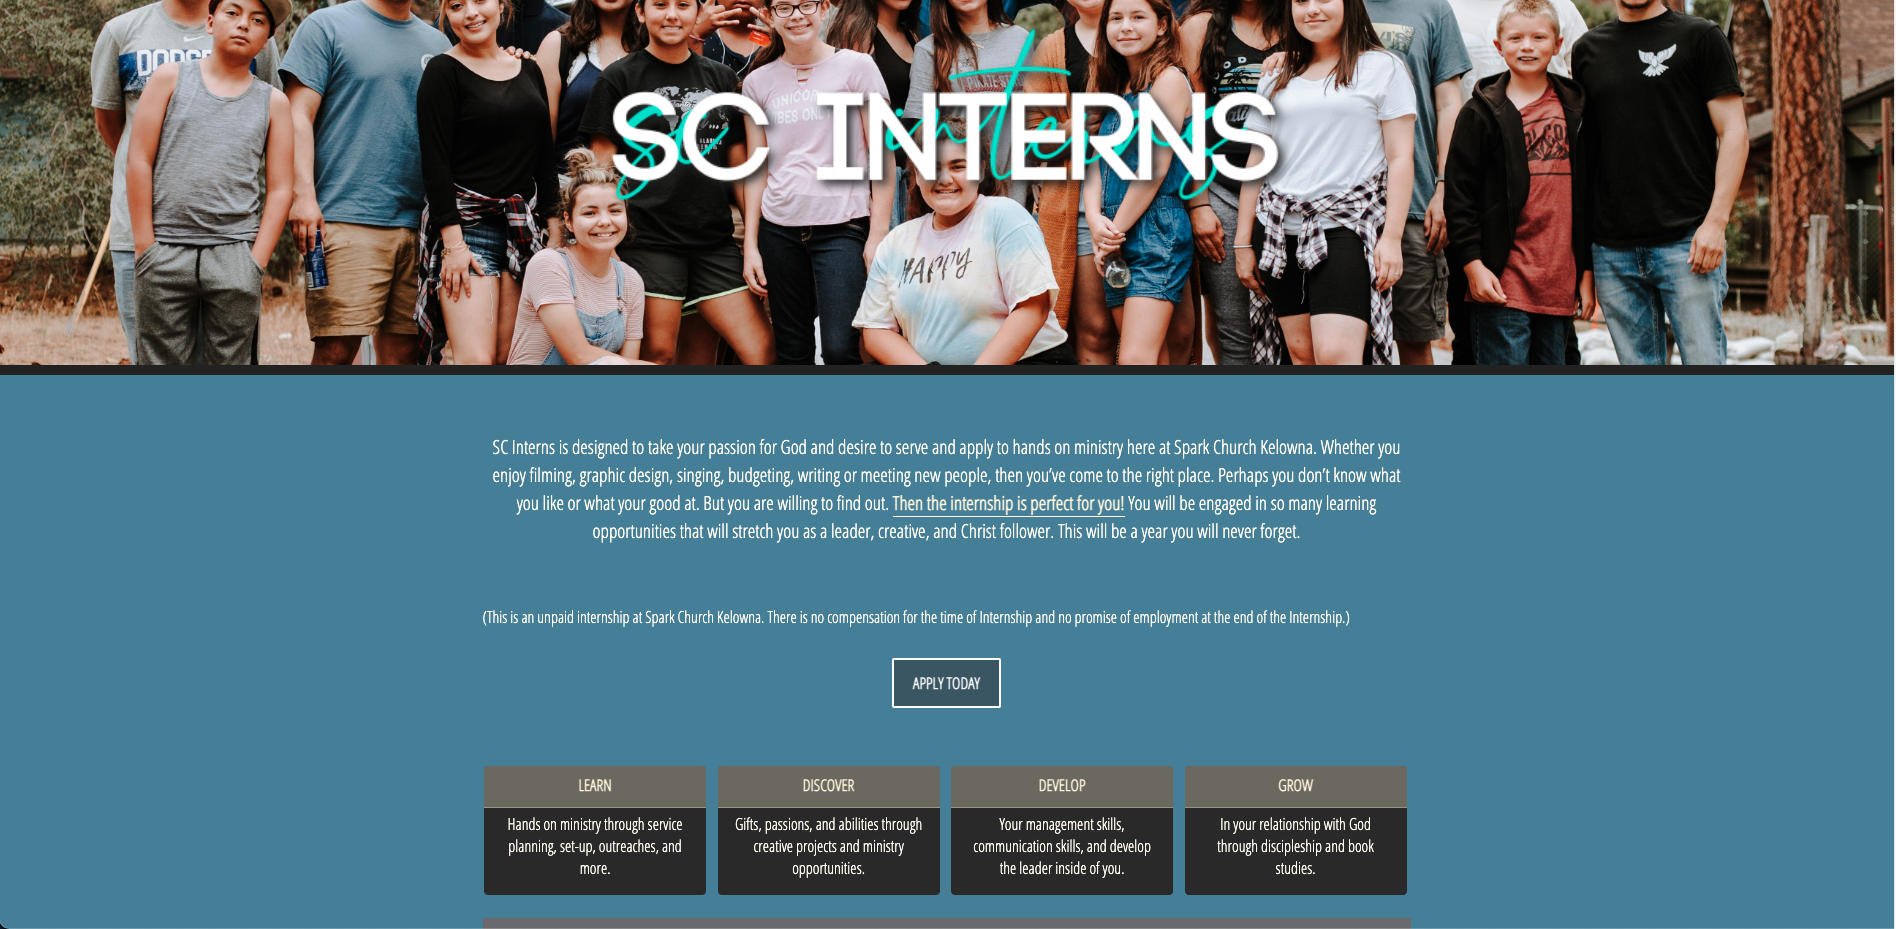 DODGE
UNICORN
VIBES ONLY
HAPPY
sc interns
SC INTERNS
SC Interns is designed to take your passion for God and desire to serve and apply to hands on ministry here at Spark Church Kelowna. Whether you
enjoy filming, graphic design, singing, budgeting, writing or meeting new people, then you’ve come to the right place. Perhaps you don’t know what
you like or what your good at. But you are willing to find out. Then the internship is perfect for you! You will be engaged in so many learning
opportunities that will stretch you as a leader, creative, and Christ follower. This will be a year you will never forget.
(This is an unpaid internship at Spark Church Kelowna. There is no compensation for the time of Internship and no promise of employment at the end of the Internship.)
APPLY TODAY
LEARN
Hands on ministry through service
planning, set-up, outreaches, and
more.
DISCOVER
Gifts, passions, and abilities through
creative projects and ministry
opportunities.
DEVELOP
Your management skills,
communication skills, and develop
the leader inside of you.
GROW
In your relationship with God
through discipleship and book
studies.